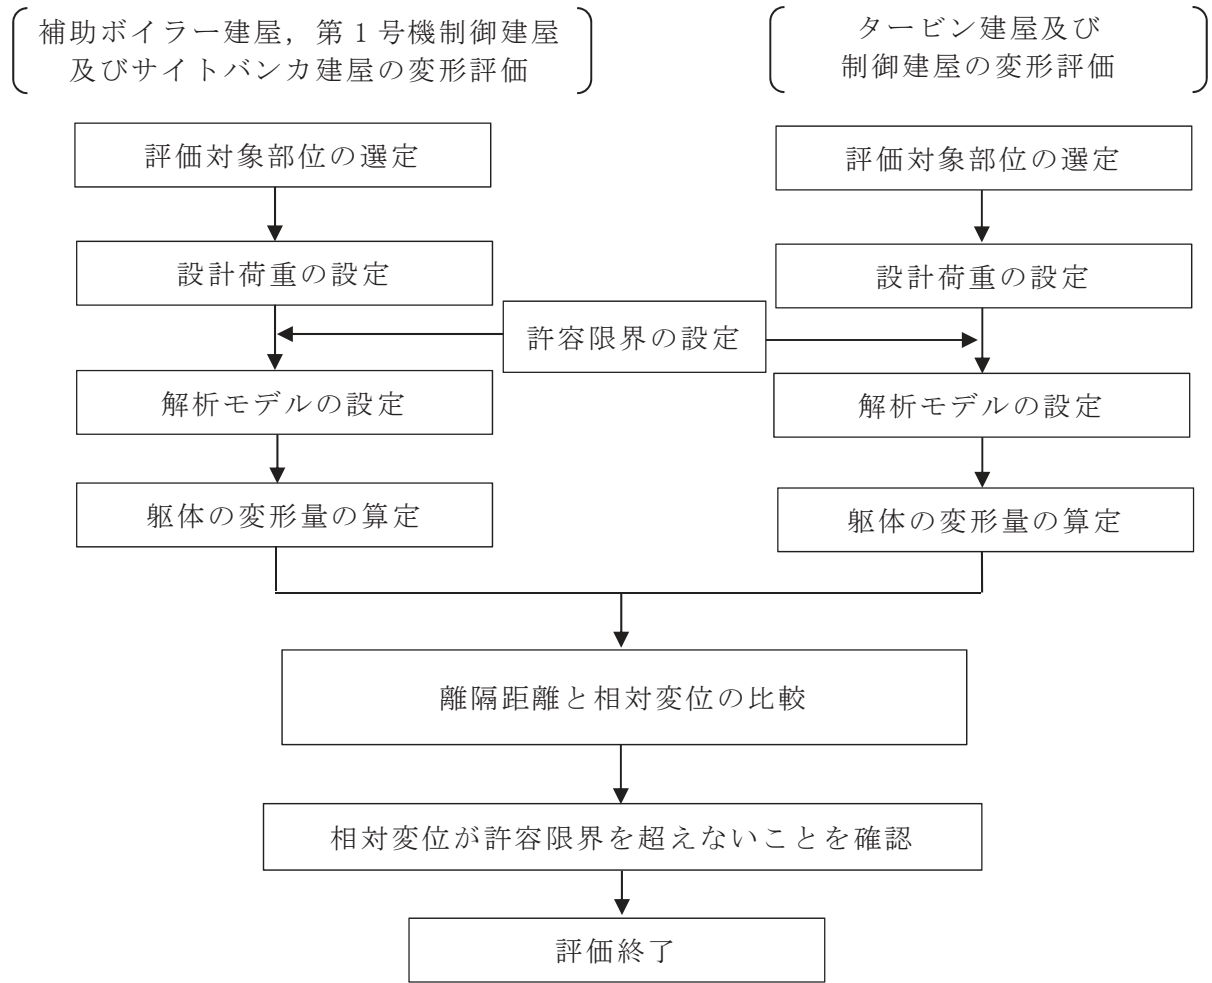 補助ボイラー建屋，第1号機制御建屋
及びサイトバンカ建屋の変形評価
評価対象部位の選定
設計荷重の設定
許容限界の設定
解析モデルの設定
躯体の変形量の算定
タービン建屋及び
制御建屋の変形評価
評価対象部位の選定
設計荷重の設定
解析モデルの設定
躯体の変形量の算定
離隔距離と相対変位の比較
相対変位が許容限界を超えないことを確認
評価終了